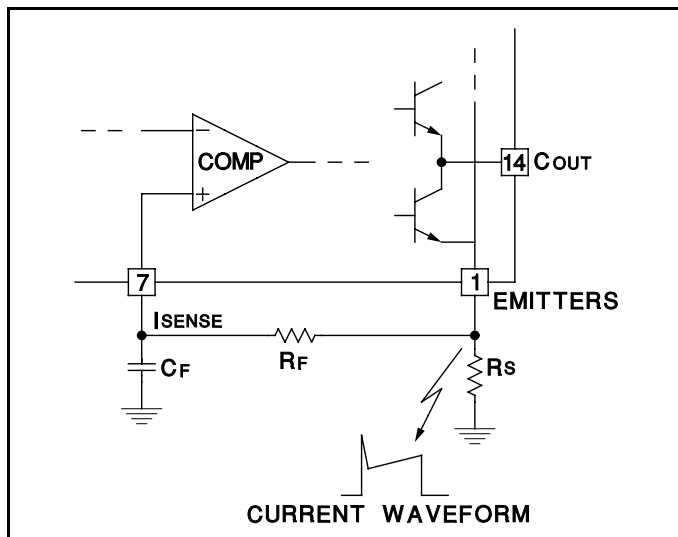 −
COMP
+
14 COUT
7
1
EMITTERS
ISENSE
RF
CF
RS
CURRENT WAVEFORM